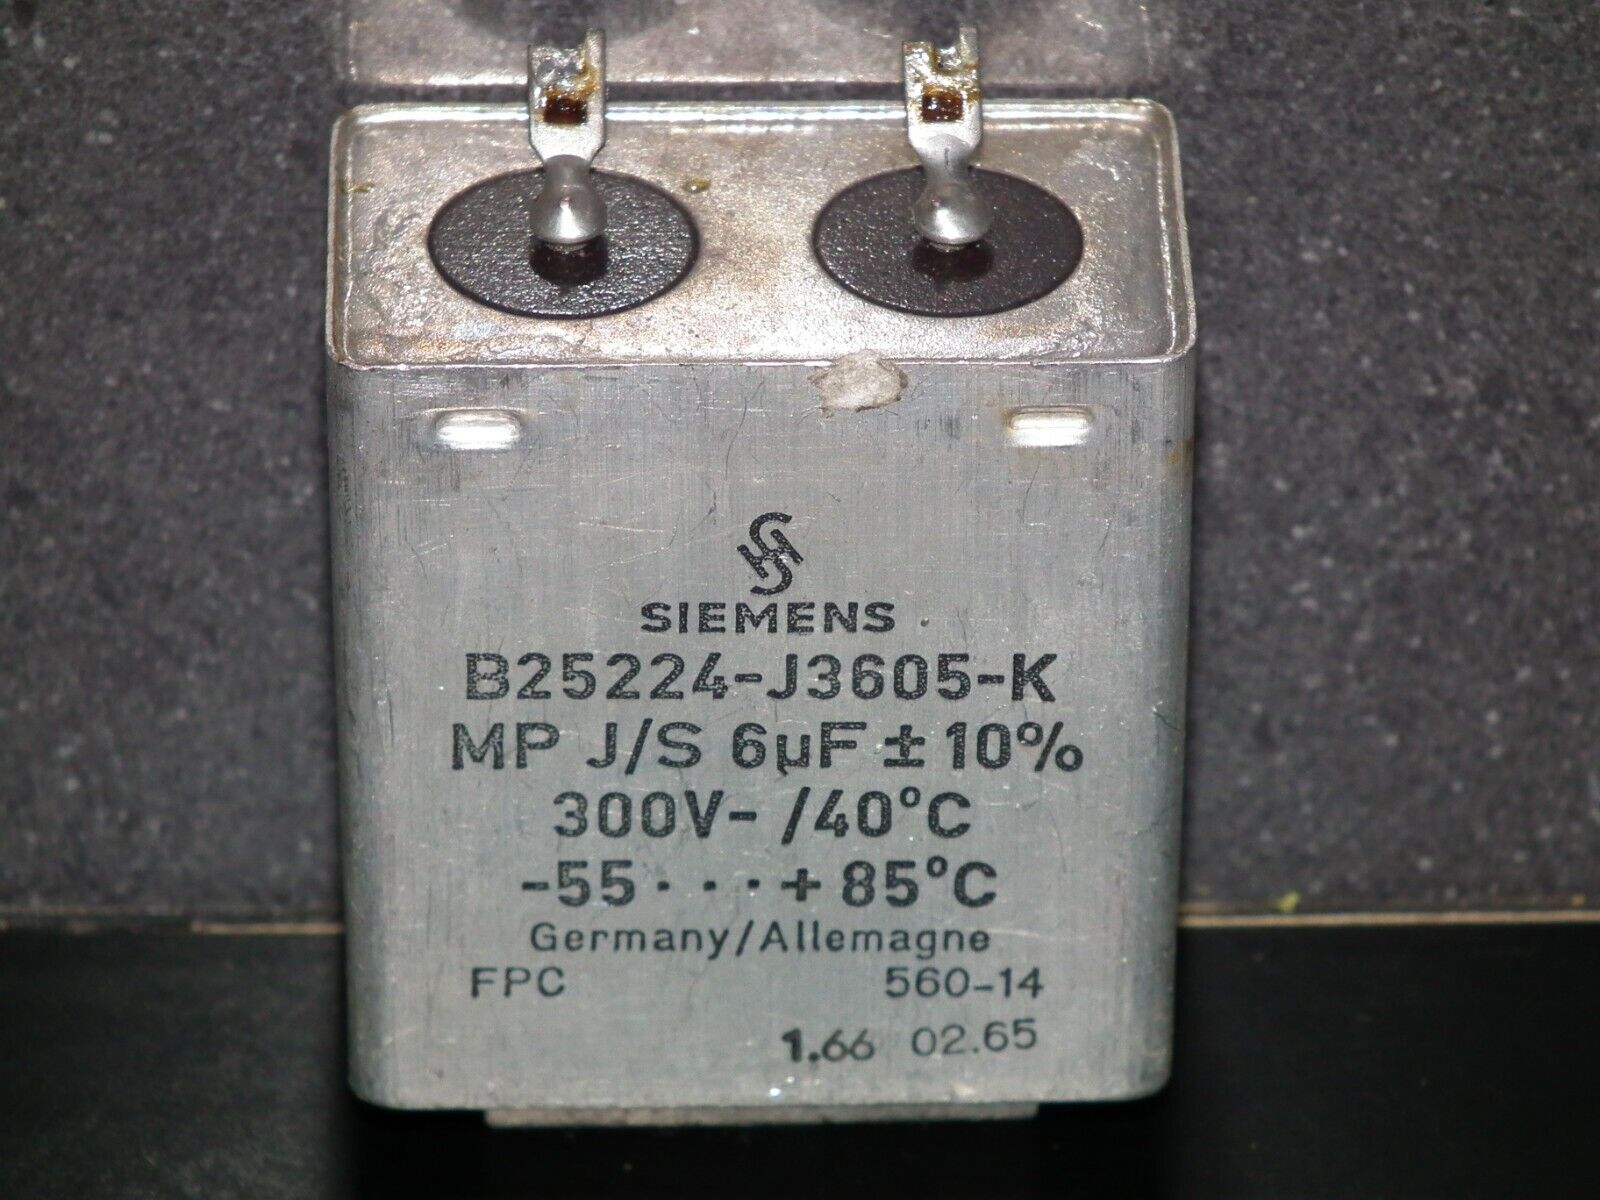 SIEMENS
B25224-J3605-K
MP J/S 6µF ± 10%
300V- /40°C
-55 · · · + 85°C
Germany/Allemagne
FPC 560-14
1.66 02.65